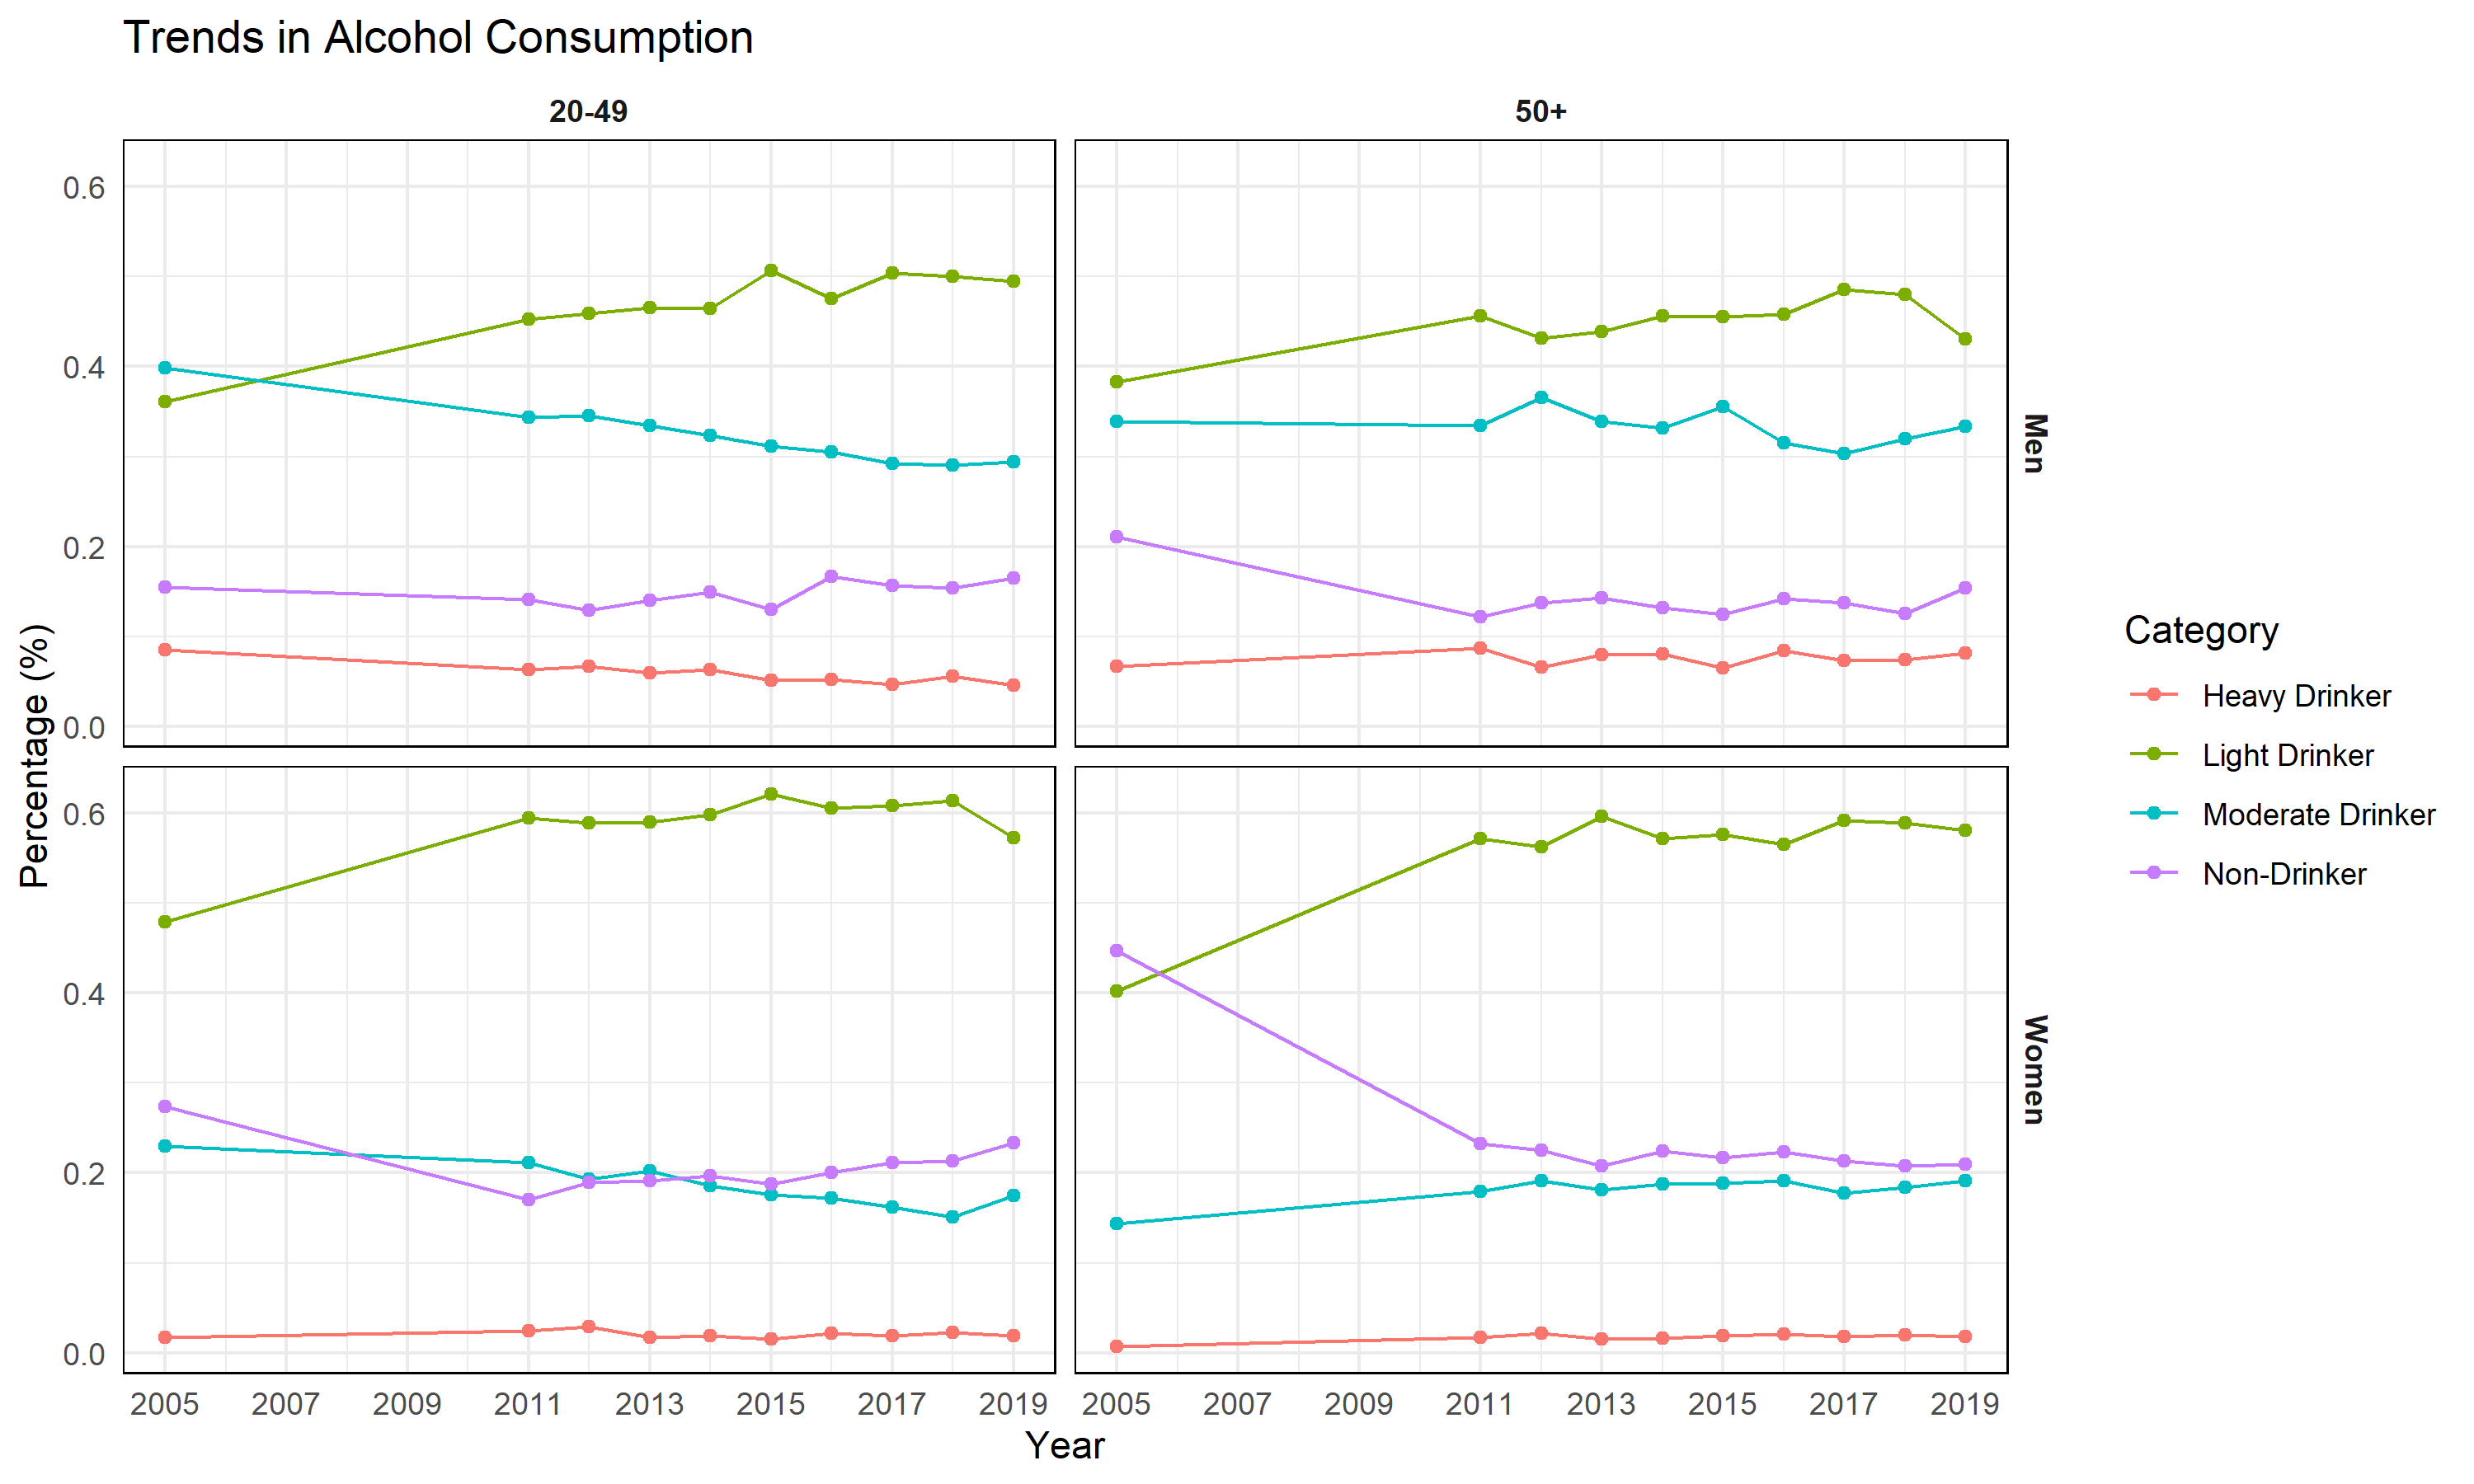 Trends in Alcohol Consumption
20-49
50+
0.6
0.4
0.2
0.0
Men
0.6
0.4
0.2
0.0
Women
Percentage (%)
2005 2007 2009 2011 2013 2015 2017 2019
2005 2007 2009 2011 2013 2015 2017 2019
Year
Category
Heavy Drinker
Light Drinker
Moderate Drinker
Non-Drinker